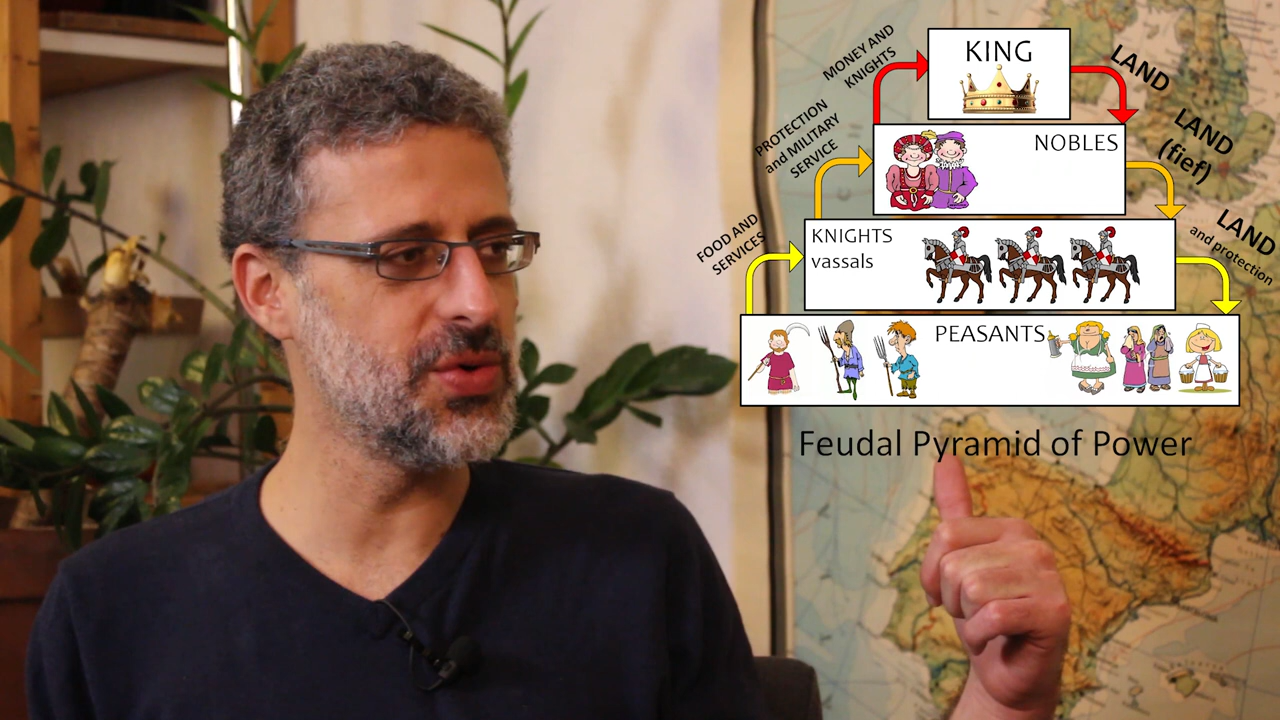 MONEY AND
KNIGHTS
KING
LAND
PROTECTION
and MILITARY
SERVICE
NOBLES
LAND
(fief)
FOOD AND
SERVICES
KNIGHTS
vassals
LAND
and protection
PEASANTS
Feudal Pyramid of Power